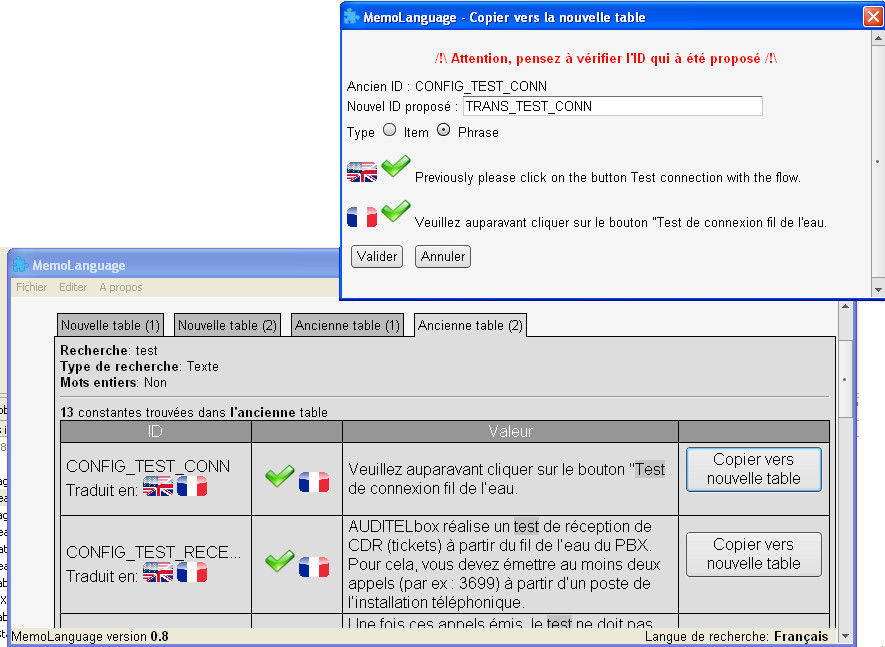 MemoLanguage - Copier vers la nouvelle table
/!\ Attention, pensez à vérifier l'ID qui à été proposé /!\
Ancien ID : CONFIG_TEST_CONN
Nouvel ID proposé : TRANS_TEST_CONN
Type Item Phrase
Previously please click on the button Test connection with the flow.
Veuillez auparavant cliquer sur le bouton "Test de connexion fil de l'eau.
Valider Annuler
MemoLanguage
Fichier Editer A propos
Nouvelle table (1) Nouvelle table (2) Ancienne table (1) Ancienne table (2)
Recherche: test
Type de recherche: Texte
Mots entiers: Non
13 constantes trouvées dans l'ancienne table
ID Valeur
CONFIG_TEST_CONN
Traduit en:
Veuillez auparavant cliquer sur le bouton "Test
de connexion fil de l'eau.
Copier vers
nouvelle table
CONFIG_TEST_RECE...
Traduit en:
AUDITELbox réalise un test de réception de
CDR (tickets) à partir du fil de l'eau du PBX.
Pour cela, vous devez émettre au moins deux
appels (par ex : 3699) à partir d'un poste de
l'installation téléphonique.
Copier vers
nouvelle table
Une fois ces appels émis, le test ne doit pas
MemoLanguage version 0.8
Langue de recherche: Français